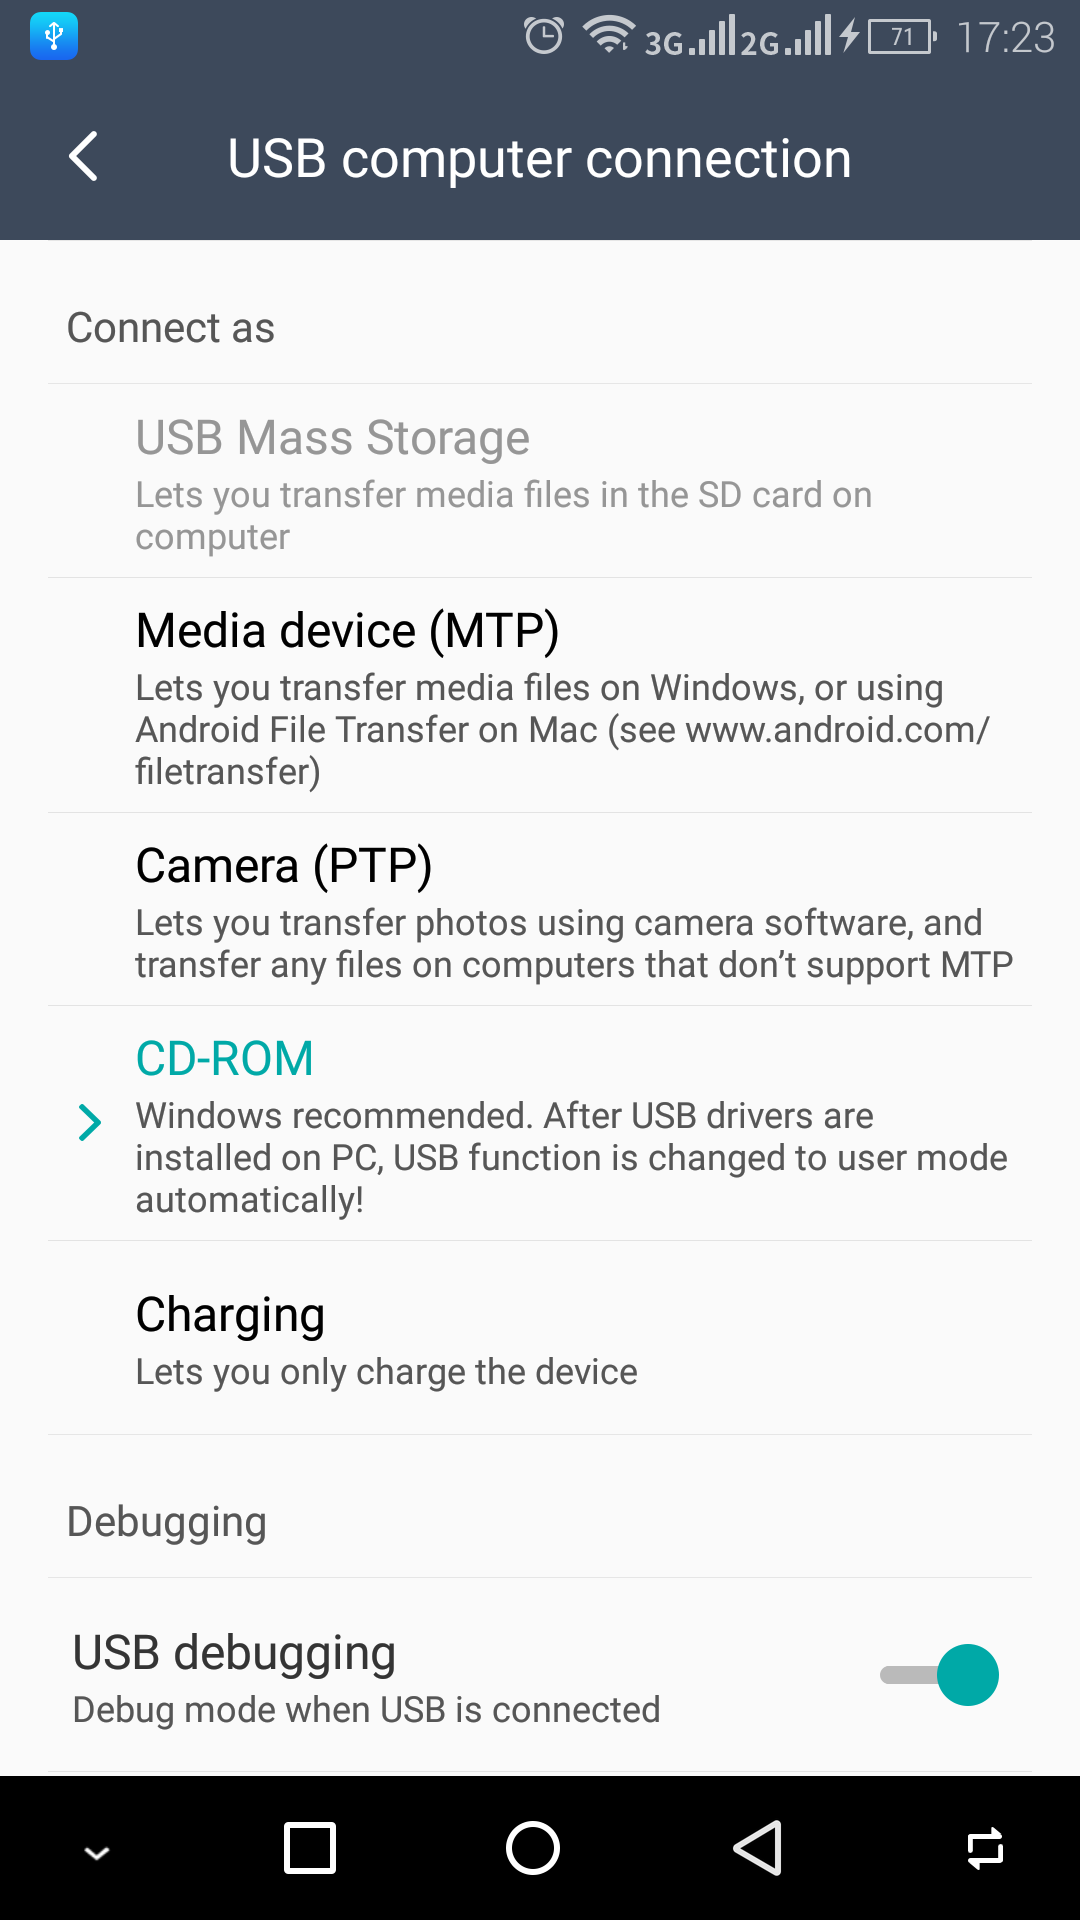 3G 2G 71 17:23
USB computer connection
Connect as
USB Mass Storage
Lets you transfer media files in the SD card on
computer
Media device (MTP)
Lets you transfer media files on Windows, or using
Android File Transfer on Mac (see www.android.com/
filetransfer)
Camera (PTP)
Lets you transfer photos using camera software, and
transfer any files on computers that don’t support MTP
CD-ROM
Windows recommended. After USB drivers are
installed on PC, USB function is changed to user mode
automatically!
Charging
Lets you only charge the device
Debugging
USB debugging
Debug mode when USB is connected